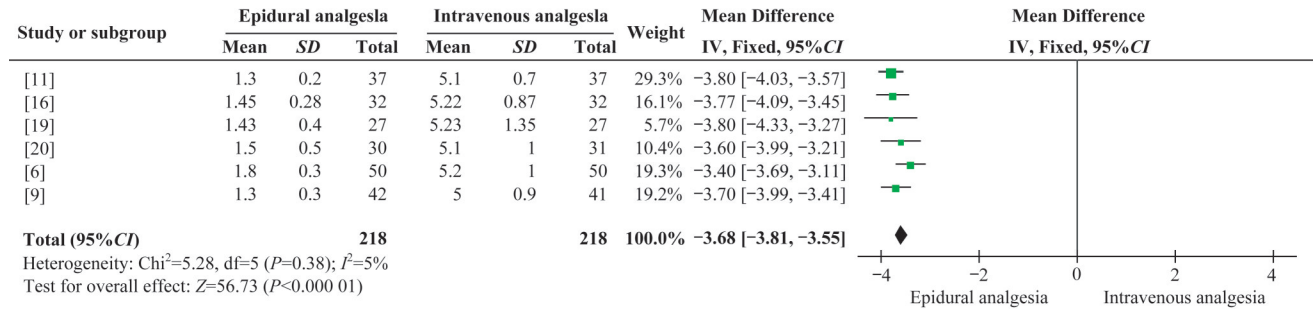 Study or subgroup Epidural analgesla Intravenous analgesla Weight Mean Difference Mean Difference
Mean SD Total Mean SD Total IV, Fixed, 95%CI IV, Fixed, 95%CI
[11] 1.3 0.2 37 5.1 0.7 37 29.3% −3.80 [−4.03, −3.57]
[16] 1.45 0.28 32 5.22 0.87 32 16.1% −3.77 [−4.09, −3.45]
[19] 1.43 0.4 27 5.23 1.35 27 5.7% −3.80 [−4.33, −3.27]
[20] 1.5 0.5 30 5.1 1 31 10.4% −3.60 [−3.99, −3.21]
[6] 1.8 0.3 50 5.2 1 50 19.3% −3.40 [−3.69, −3.11]
[9] 1.3 0.3 42 5 0.9 41 19.2% −3.70 [−3.99, −3.41]
Total (95%CI) 218 218 100.0% −3.68 [−3.81, −3.55]
Heterogeneity: Chi²=5.28, df=5 (P=0.38); I²=5%
Test for overall effect: Z=56.73 (P<0.000 01)
−4 −2 0 2 4
Epidural analgesia Intravenous analgesia